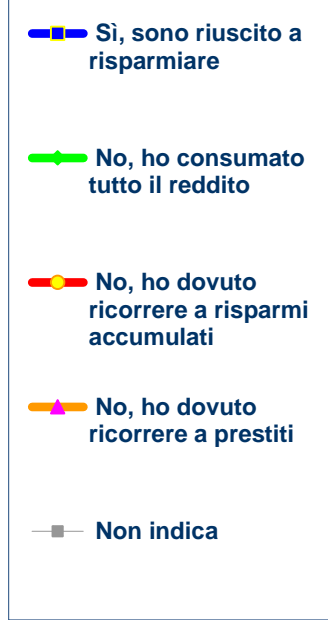 Sì, sono riuscito a
risparmiare
No, ho consumato
tutto il reddito
No, ho dovuto
ricorrere a risparmi
accumulati
No, ho dovuto
ricorrere a prestiti
Non indica